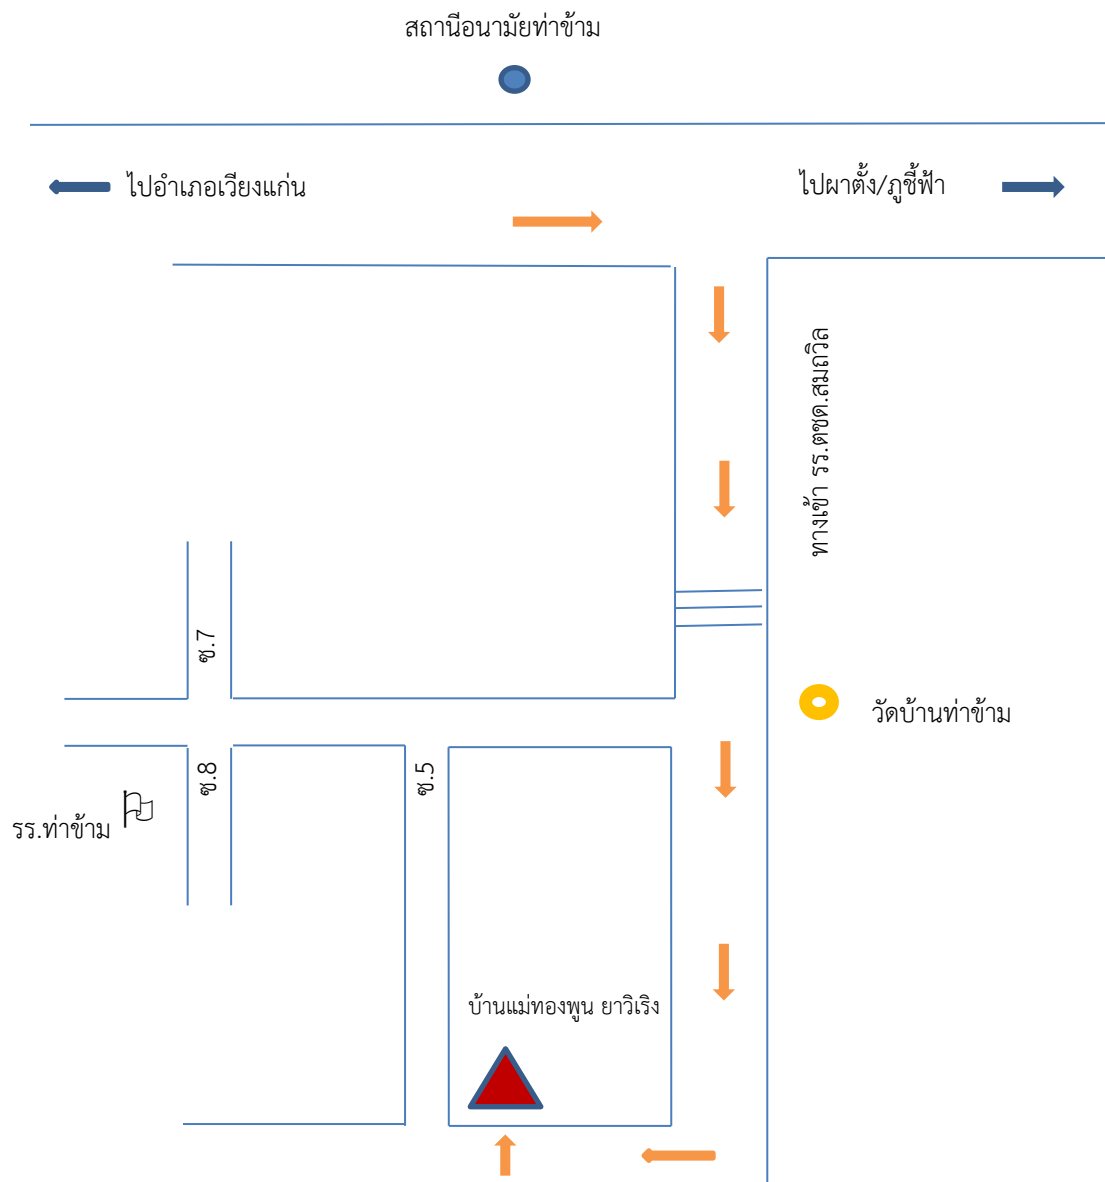 สถานีอนามัยท่าข้าม
ไปอำเภอเวียงแก่น
ไปผาตั้ง/ภูชี้ฟ้า
ทางเข้า รร.ตชด.สมถวิล
ซ.7
วัดบ้านท่าข้าม
ซ.8
ซ.5
รร.ท่าข้าม
บ้านแม่ทองพูน ยาวิเริง